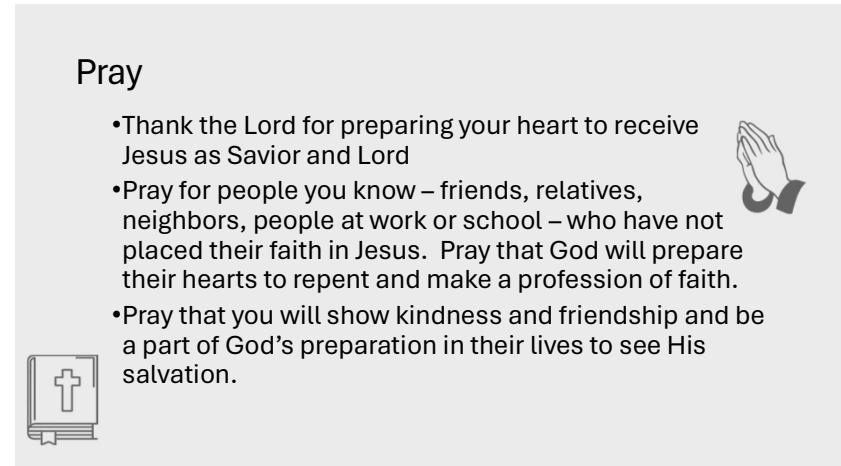 Pray
•Thank the Lord for preparing your heart to receive
Jesus as Savior and Lord
•Pray for people you know – friends, relatives,
neighbors, people at work or school – who have not
placed their faith in Jesus.  Pray that God will prepare
their hearts to repent and make a profession of faith.
•Pray that you will show kindness and friendship and be
a part of God’s preparation in their lives to see His
salvation.